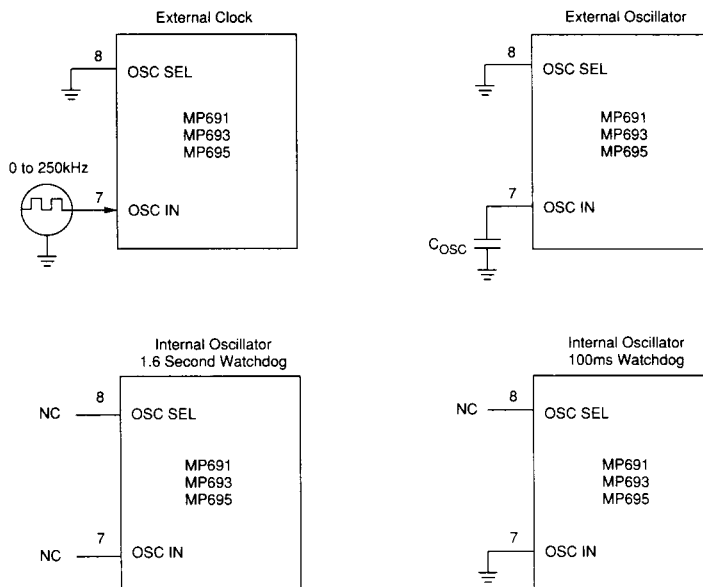 External Clock
8
OSC SEL
MP691
MP693
MP695
0 to 250kHz
7
OSC IN
External Oscillator
8
OSC SEL
MP691
MP693
MP695
7
OSC IN
COSC
Internal Oscillator
1.6 Second Watchdog
NC
8
OSC SEL
MP691
MP693
MP695
NC
7
OSC IN
Internal Oscillator
100ms Watchdog
NC
8
OSC SEL
MP691
MP693
MP695
7
OSC IN